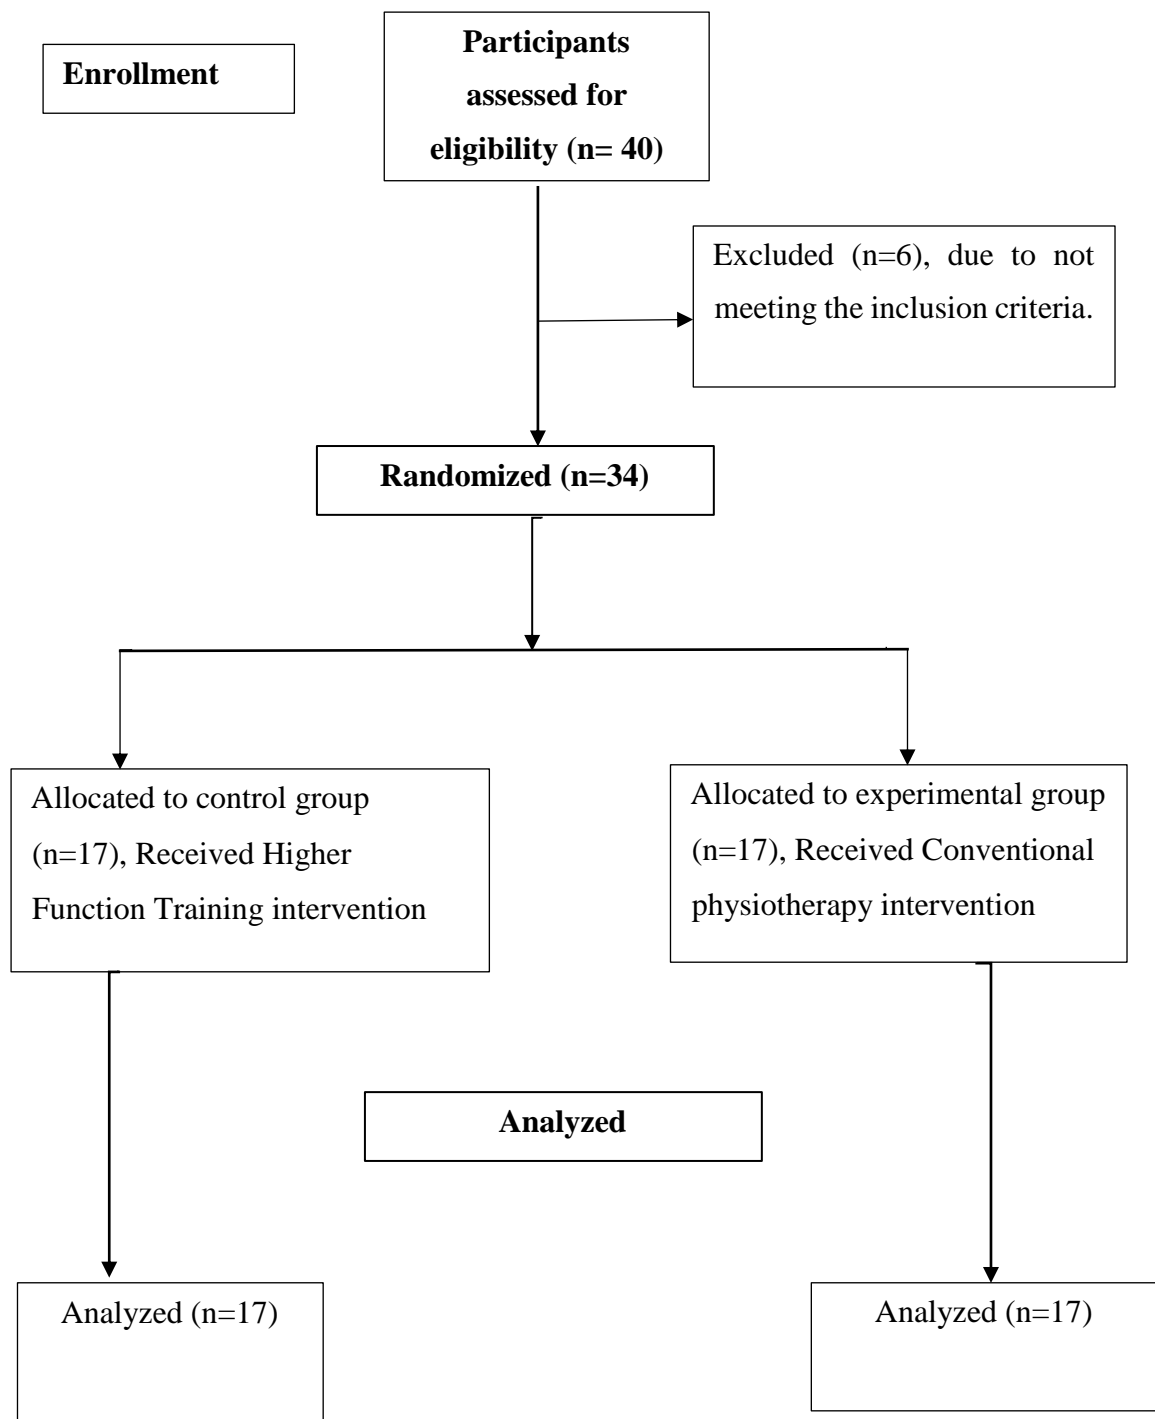 Enrollment
Participants
assessed for
eligibility (n= 40)
Excluded (n=6), due to not
meeting the inclusion criteria.
Randomized (n=34)
Allocated to control group
(n=17), Received Higher
Function Training intervention
Allocated to experimental group
(n=17), Received Conventional
physiotherapy intervention
Analyzed
Analyzed (n=17)
Analyzed (n=17)